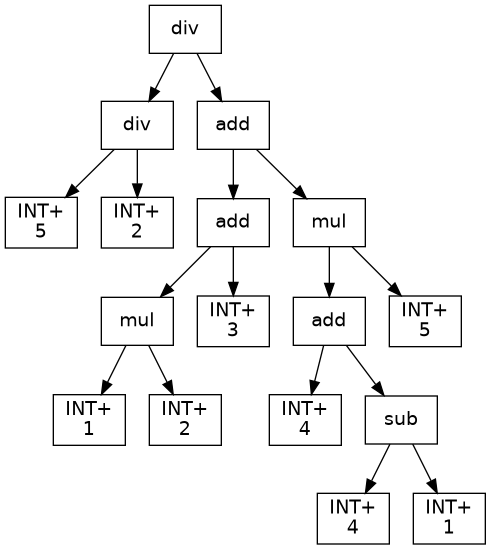 div
div
add
INT+
5
INT+
2
add
mul
mul
INT+
3
add
INT+
5
INT+
1
INT+
2
INT+
4
sub
INT+
4
INT+
1